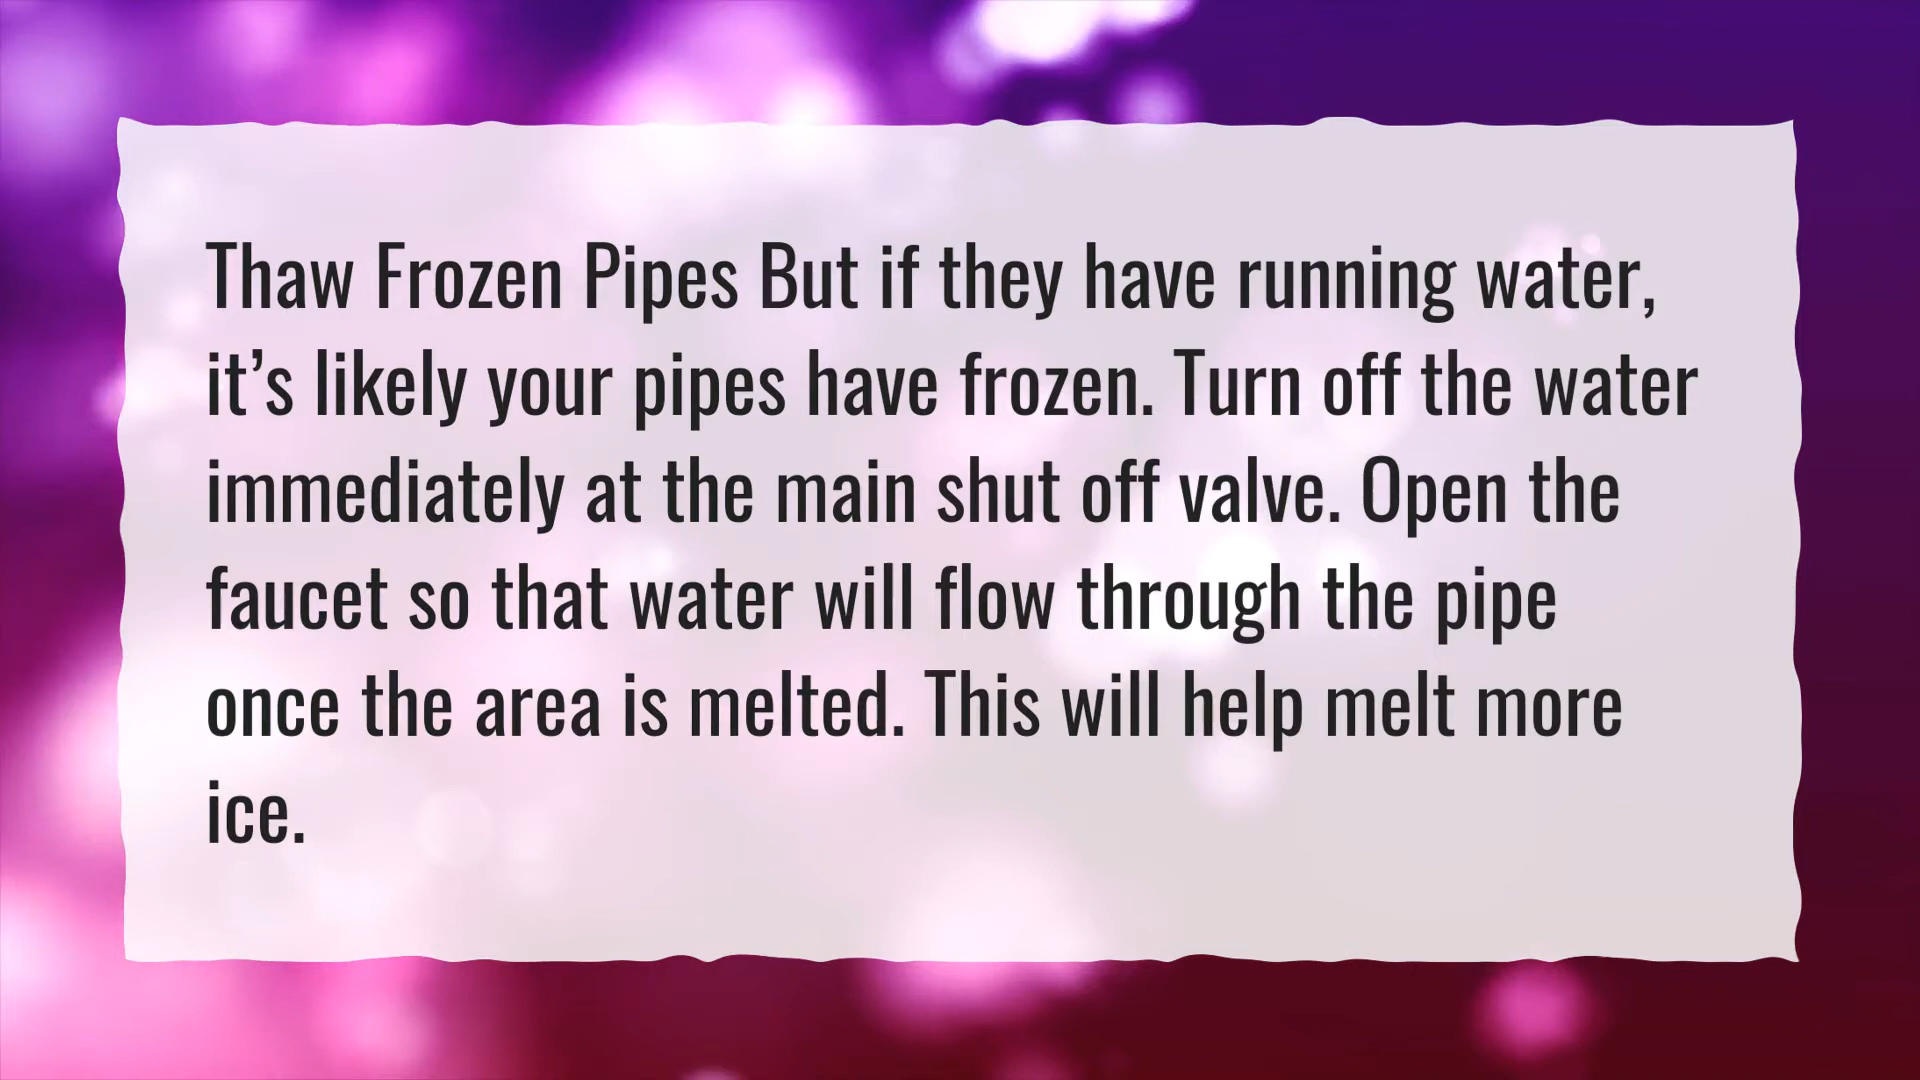 Thaw Frozen Pipes But if they have running water,
it’s likely your pipes have frozen. Turn off the water
immediately at the main shut off valve. Open the
faucet so that water will flow through the pipe
once the area is melted. This will help melt more
ice.